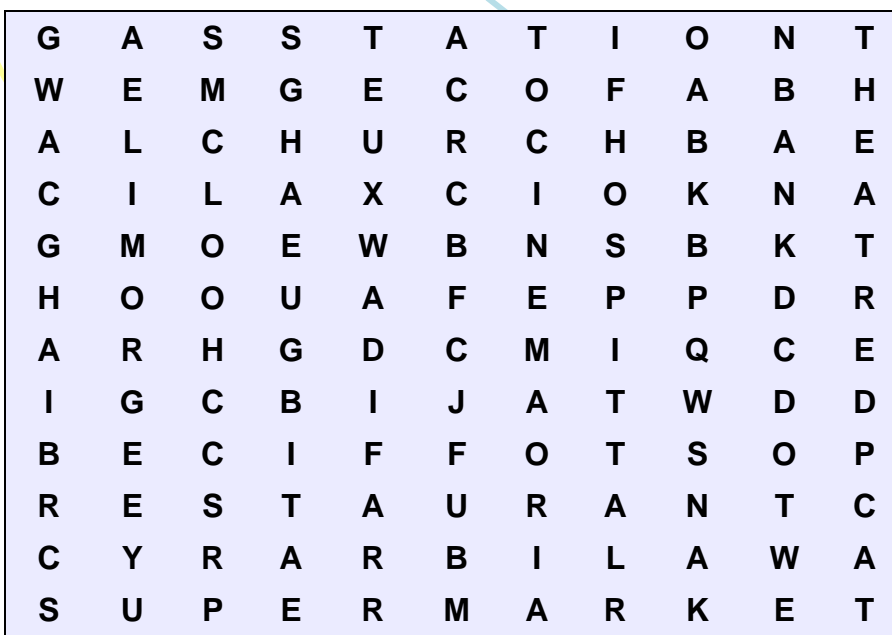 G A S S T A T I O N T
W E M G E C O F A B H
A L C H U R C H B A E
C I L A X C I O K N A
G M O E W B N S B K T
H O O U A F E P P D R
A R H G D C M I Q C E
I G C B I J A T W D D
B E C I F F O T S O P
R E S T A U R A N T C
C Y R A R B I L A W A
S U P E R M A R K E T